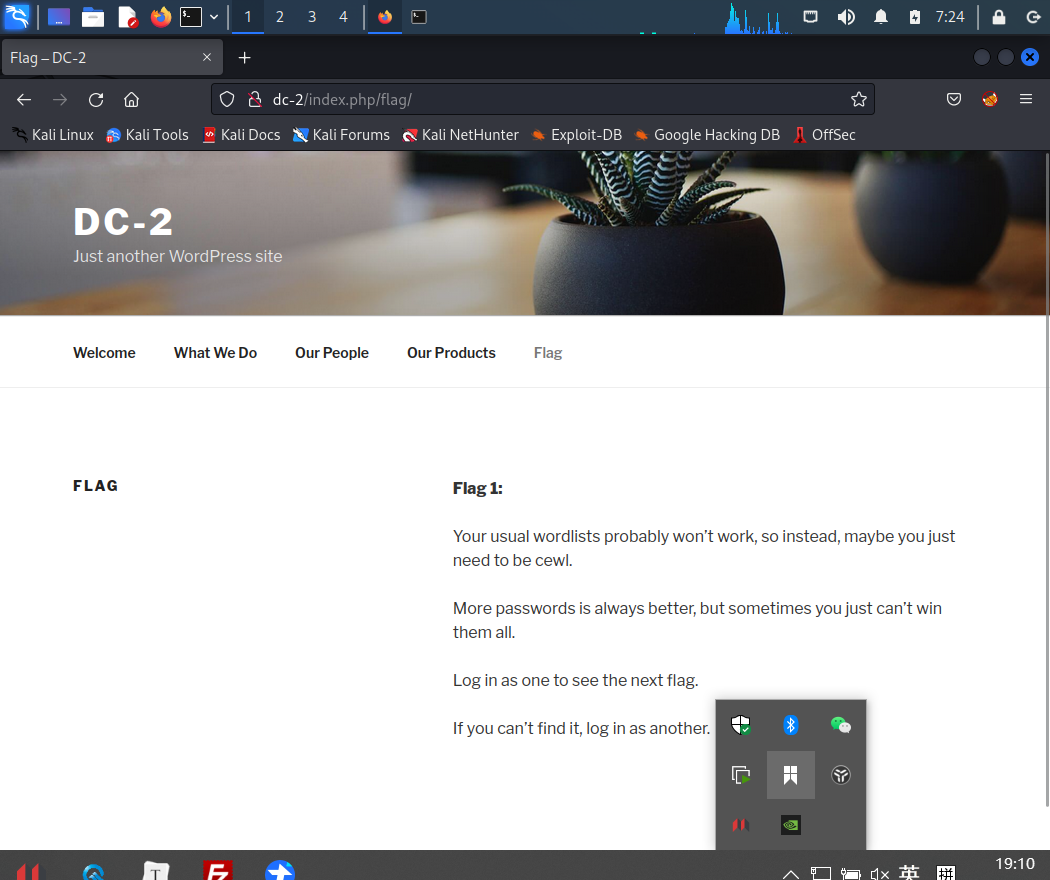 1 2 3 4 7:24
Flag – DC-2
dc-2/index.php/flag/
Kali Linux Kali Tools Kali Docs Kali Forums Kali NetHunter Exploit-DB Google Hacking DB OffSec
DC-2
Just another WordPress site
Welcome What We Do Our People Our Products Flag
FLAG
Flag 1:
Your usual wordlists probably won’t work, so instead, maybe you just
need to be cewl.
More passwords is always better, but sometimes you just can’t win
them all.
Log in as one to see the next flag.
If you can’t find it, log in as another.
T Fz 英 拼 19:10